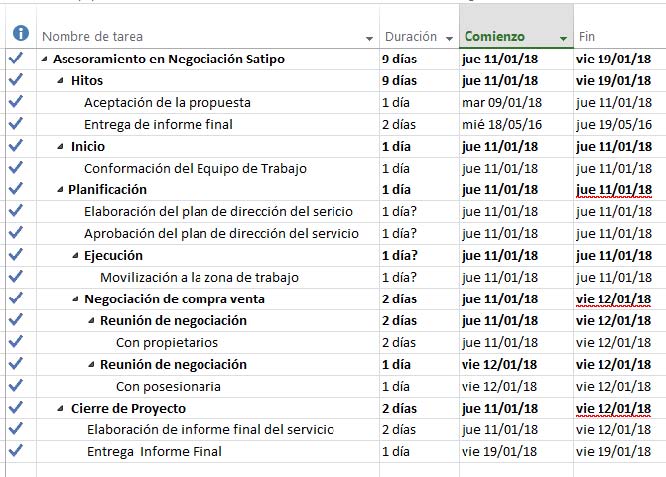 Nombre de tarea Duración Comienzo Fin
Asesoramiento en Negociación Satipo 9 días jue 11/01/18 vie 19/01/18
Hitos 9 días jue 11/01/18 vie 19/01/18
Aceptación de la propuesta 1 día mar 09/01/18 jue 11/01/18
Entrega de informe final 2 días mié 18/05/16 jue 19/05/16
Inicio 1 día jue 11/01/18 jue 11/01/18
Conformación del Equipo de Trabajo 1 día jue 11/01/18 jue 11/01/18
Planificación 1 día jue 11/01/18 jue 11/01/18
Elaboración del plan de dirección del sericio 1 día? jue 11/01/18 jue 11/01/18
Aprobación del plan de dirección del servicio 1 día? jue 11/01/18 jue 11/01/18
Ejecución 1 día? jue 11/01/18 jue 11/01/18
Movilización a la zona de trabajo 1 día? jue 11/01/18 jue 11/01/18
Negociación de compra venta 2 días jue 11/01/18 vie 12/01/18
Reunión de negociación 2 días jue 11/01/18 vie 12/01/18
Con propietarios 2 días jue 11/01/18 vie 12/01/18
Reunión de negociación 1 día vie 12/01/18 vie 12/01/18
Con posesionaria 1 día vie 12/01/18 vie 12/01/18
Cierre de Proyecto 2 días jue 11/01/18 vie 12/01/18
Elaboración de informe final del servicio 2 días jue 11/01/18 vie 12/01/18
Entrega Informe Final 1 día vie 19/01/18 vie 19/01/18